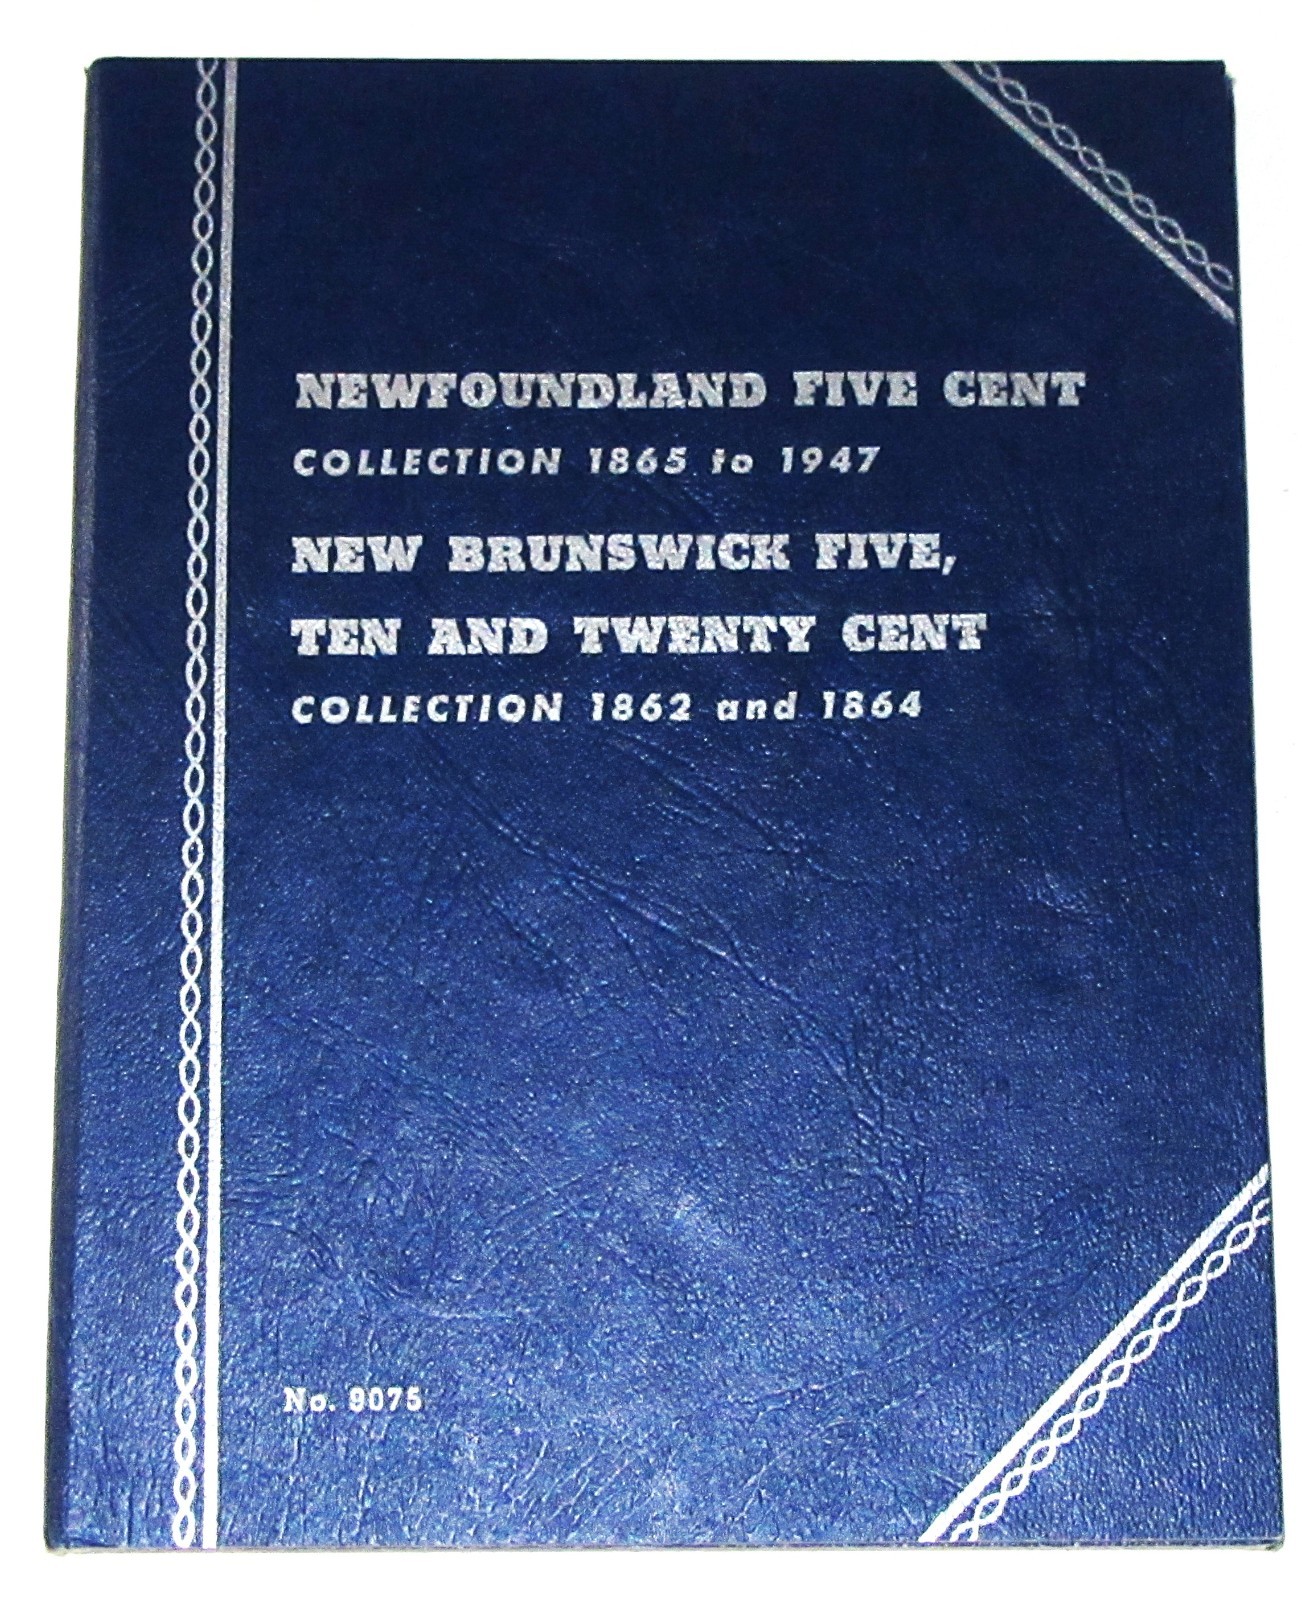 NEWFOUNDLAND FIVE CENT
COLLECTION 1865 to 1947
NEW BRUNSWICK FIVE,
TEN AND TWENTY CENT
COLLECTION 1862 and 1864
No. 9075